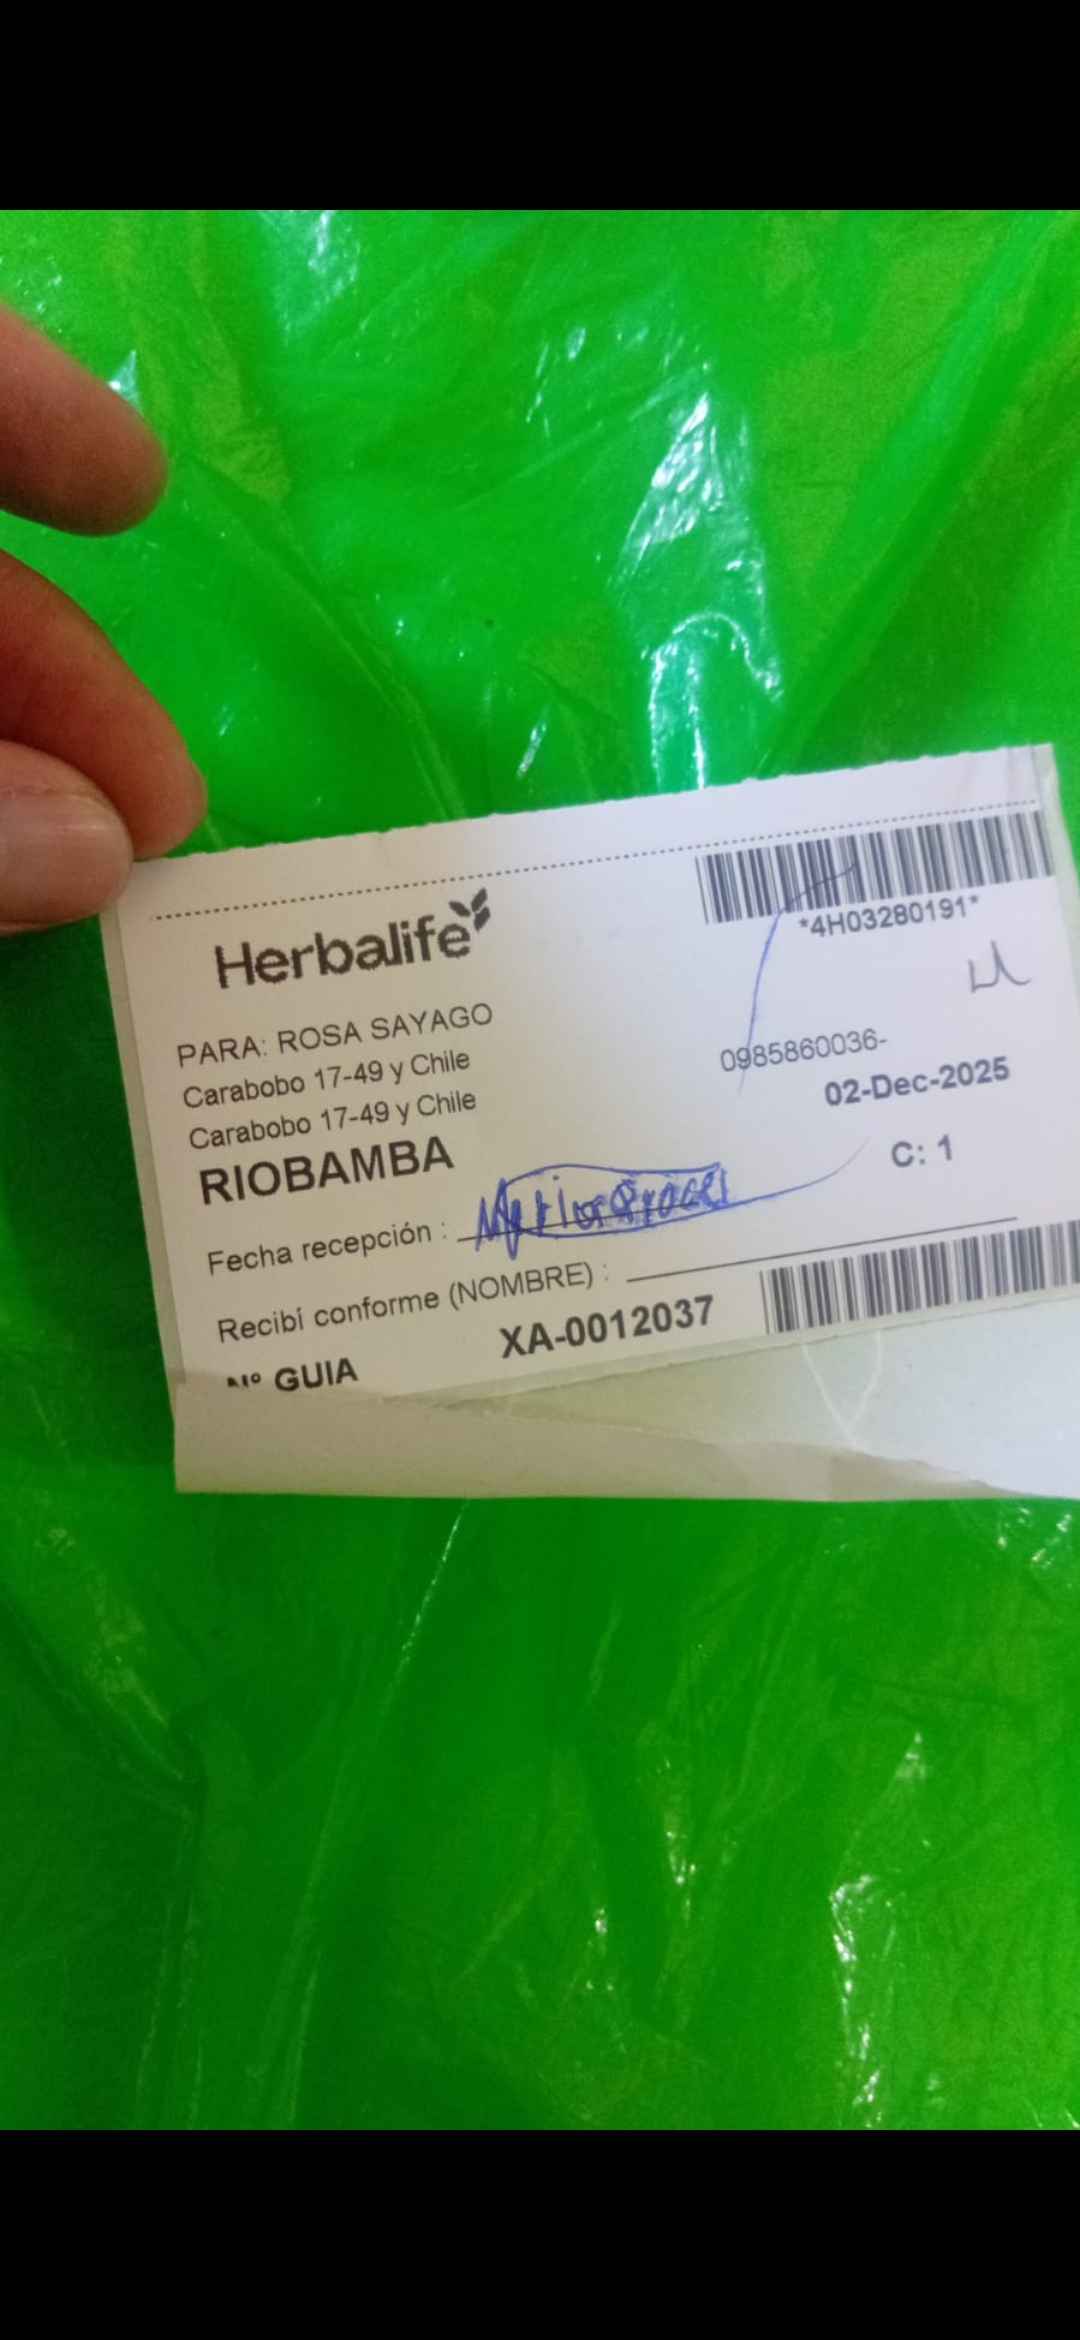 Herbalife
*4H03280191*
PARA: ROSA SAYAGO
Carabobo 17-49 y Chile
0985860036-
Carabobo 17-49 y Chile
02-Dec-2025
RIOBAMBA
C: 1
Fecha recepción :
Recibí conforme (NOMBRE) :
Nº GUIA XA-0012037